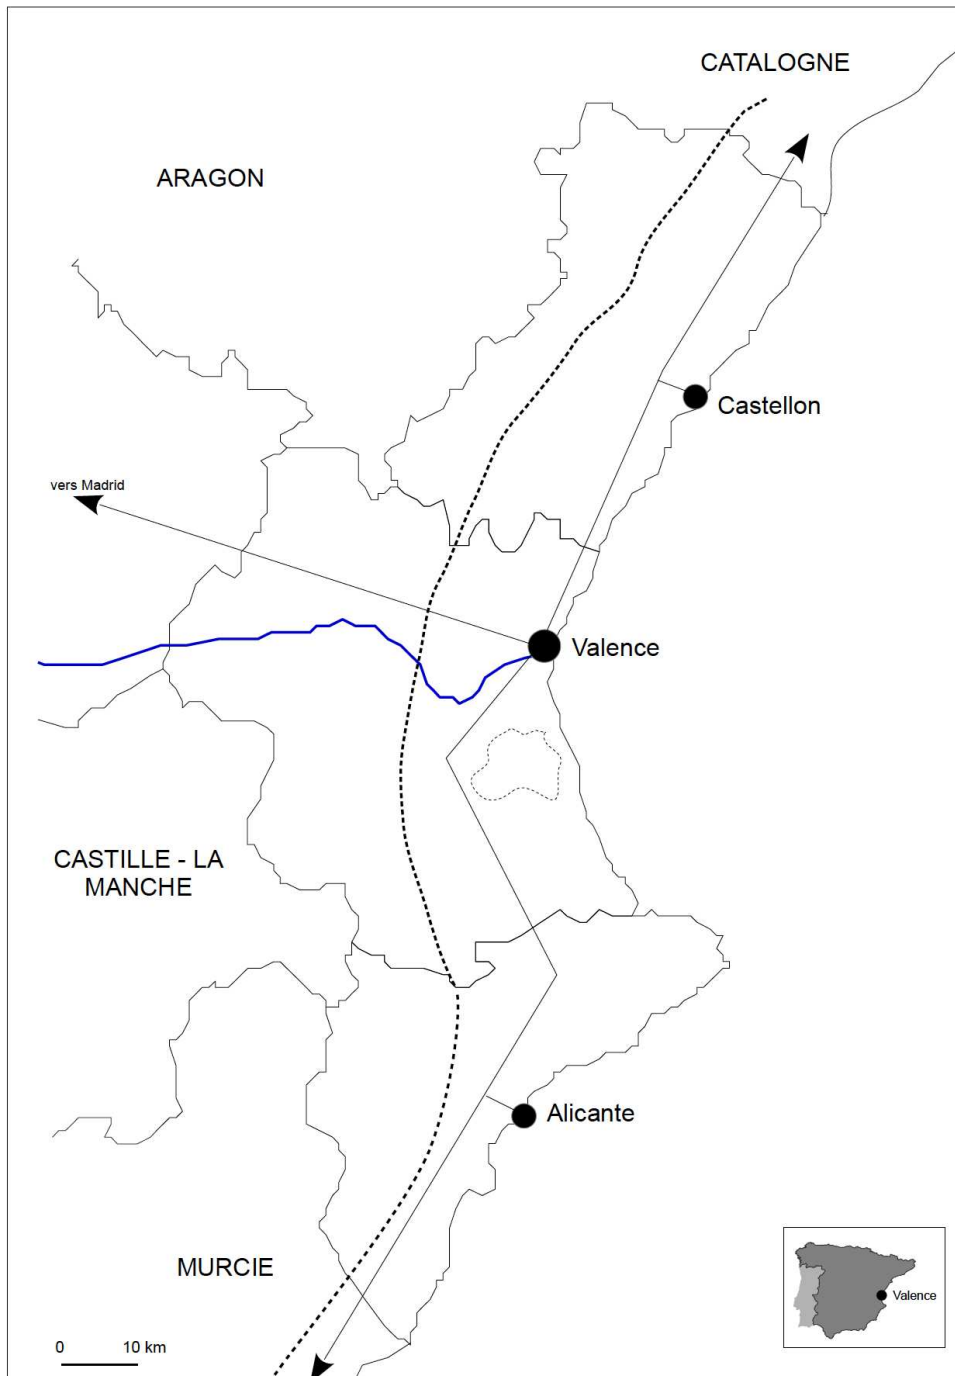 CATALOGNE
ARAGON
Castellon
vers Madrid
Valence
CASTILLE - LA
MANCHE
Alicante
MURCIE
Valence
0 10 km